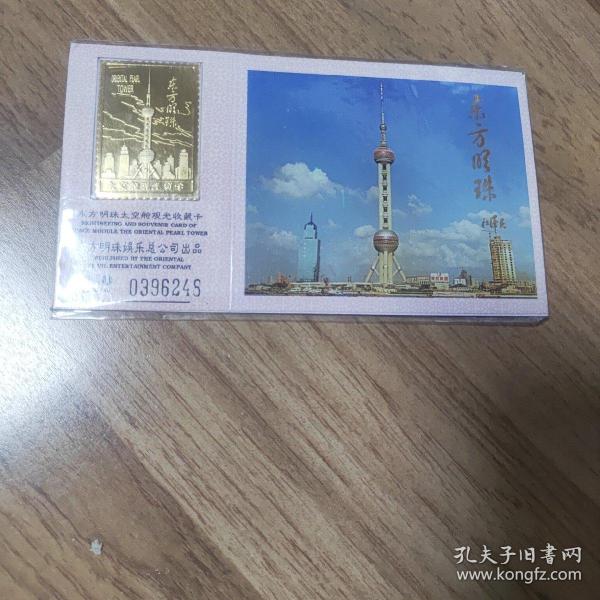 ORIENTAL PEARL
TOWER
东方明珠
东方明珠太空舱观光收藏卡
SIGHTSEEING AND SOUVENIR CARD OF
SPACE MODULE THE ORIENTAL PEARL TOWER
东方明珠娱乐总公司出品
PUBLISHED BY THE ORIENTAL
ENTERTAINMENT COMPANY
0396245
东方明珠
孔夫子旧书网
www.kongfz.com